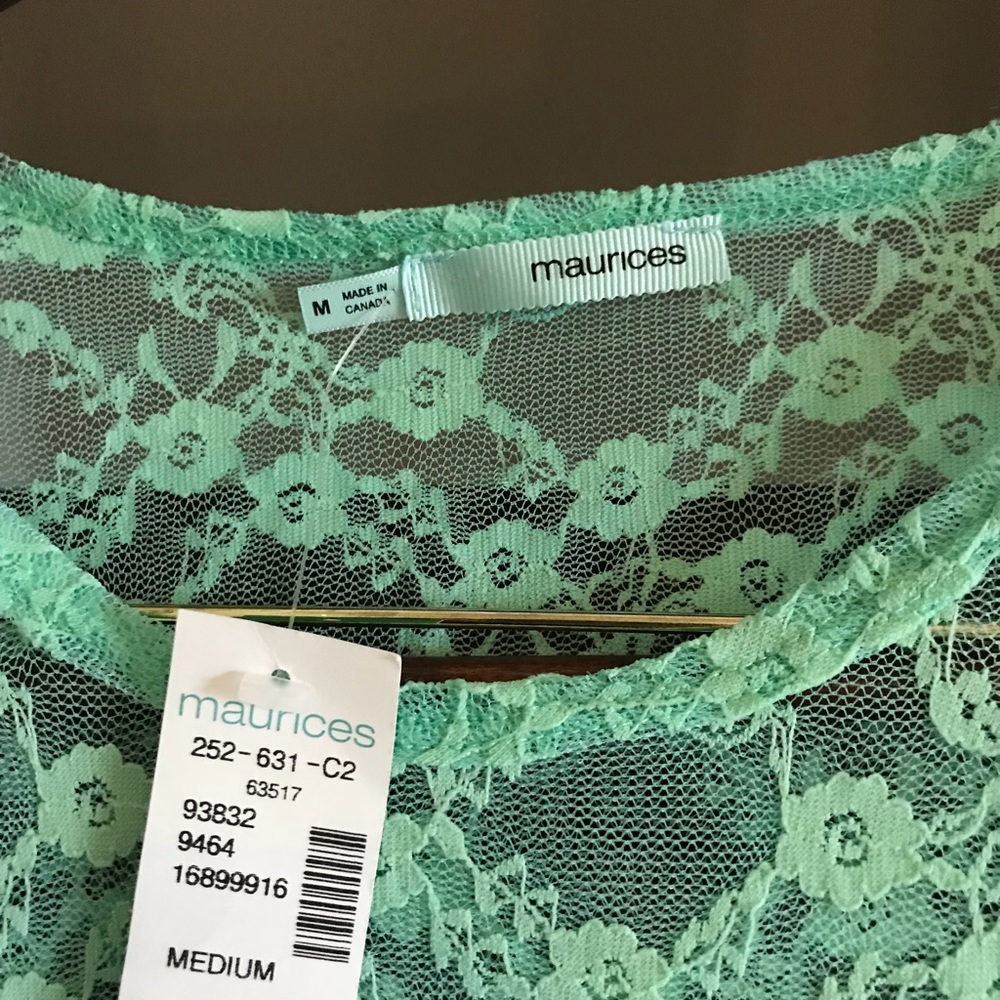 maurices
M
MADE IN
CANADA
maurices
252-631-C2
63517
93832
9464
16899916
MEDIUM